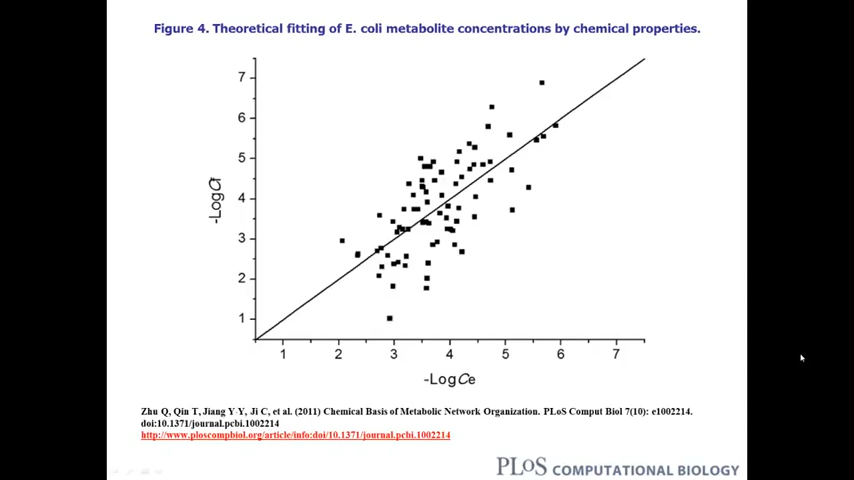 Figure 4. Theoretical fitting of E. coli metabolite concentrations by chemical properties.
7
6
5
4
3
2
1
-LogCf
1 2 3 4 5 6 7
-LogCe
Zhu Q, Qin T, Jiang Y-Y, Ji C, et al. (2011) Chemical Basis of Metabolic Network Organization. PLoS Comput Biol 7(10): e1002214.
doi:10.1371/journal.pcbi.1002214
http://www.ploscompbiol.org/article/info:doi/10.1371/journal.pcbi.1002214
PLoS COMPUTATIONAL BIOLOGY